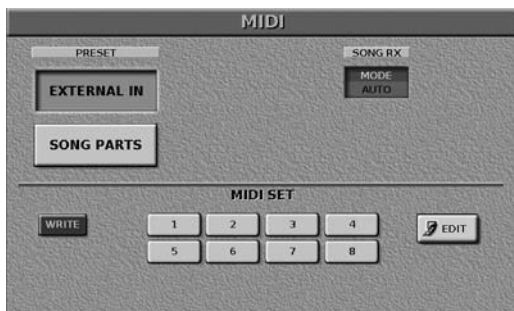 MIDI
PRESET
SONG RX
EXTERNAL IN
MODE
AUTO
SONG PARTS
MIDI SET
WRITE
1 2 3 4
EDIT
5 6 7 8